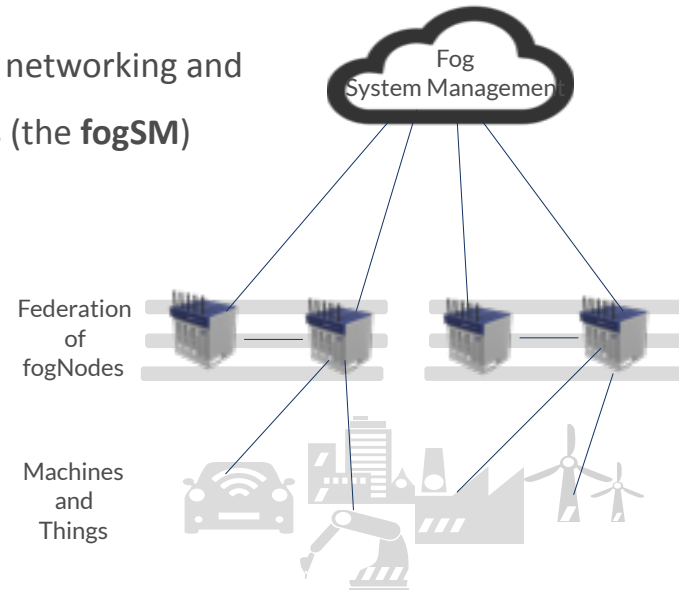 networking and
(the fogSM)
Fog
System Management
Federation
of
fogNodes
Machines
and
Things